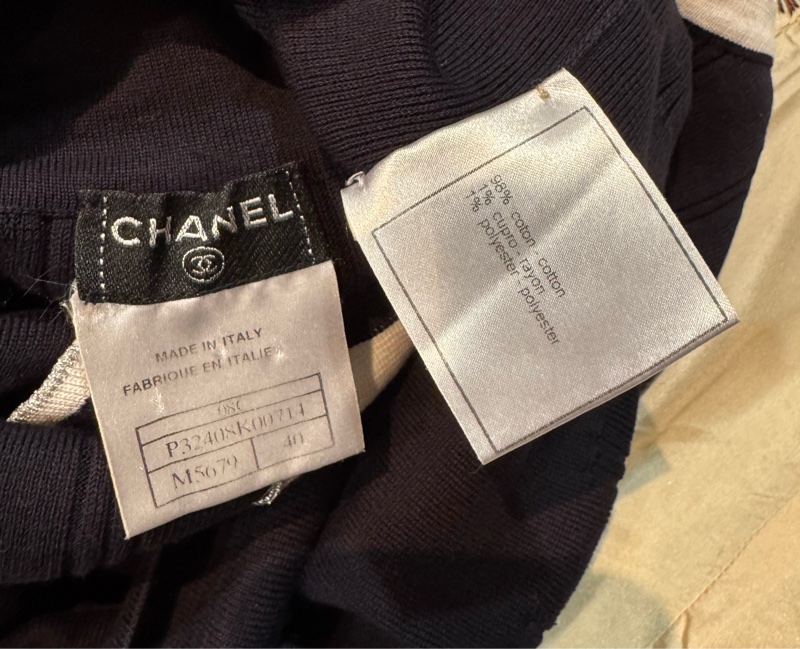 CHANEL
MADE IN ITALY
FABRIQUE EN ITALIE
08C
P32408K00714
M5679 40
98% coton - cotton
1% cupro - rayon
1% polyester - polyester